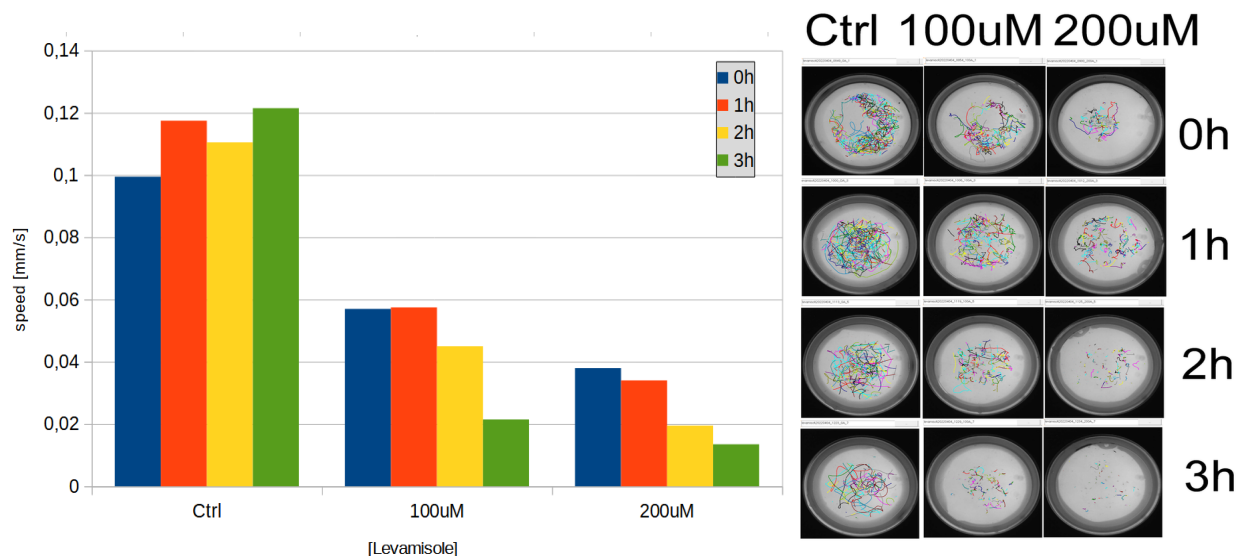 0,14
0,12
0,1
0,08
0,06
0,04
0,02
0
speed [mm/s]
0h
1h
2h
3h
Ctrl
100uM
200uM
[Levamisole]
Ctrl 100uM 200uM
0h
1h
2h
3h